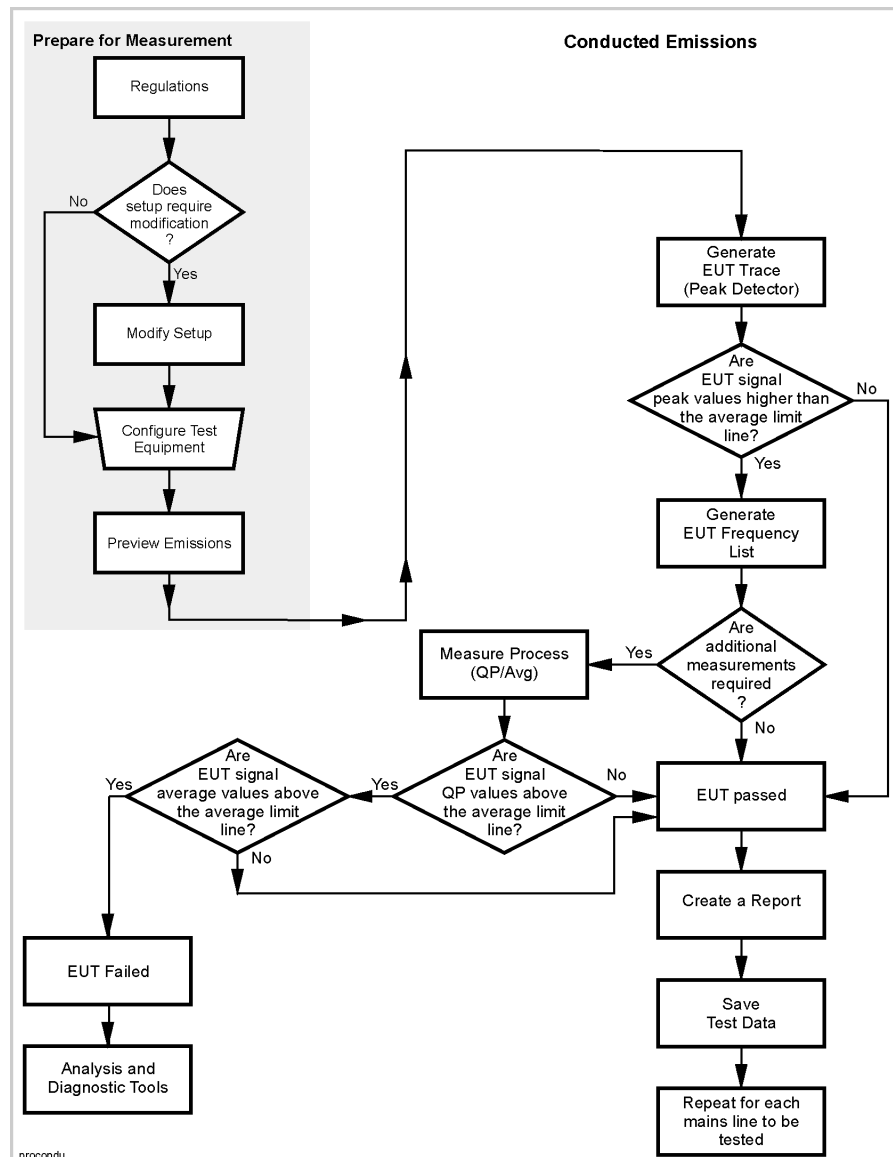 Prepare for Measurement
Conducted Emissions
Regulations
Does
setup require
modification
?
No
Yes
Modify Setup
Configure Test
Equipment
Preview Emissions
Generate
EUT Trace
(Peak Detector)
Are
EUT signal
peak values higher than
the average limit
line?
No
Yes
Generate
EUT Frequency
List
Are
additional
measurements
required
?
Yes
No
Measure Process
(QP/Avg)
Are
EUT signal
QP values above
the average limit
line?
No
Yes
Are
EUT signal
average values above
the average limit
line?
Yes
No
EUT passed
Create a Report
Save
Test Data
Repeat for each
mains line to be
tested
EUT Failed
Analysis and
Diagnostic Tools
procondu